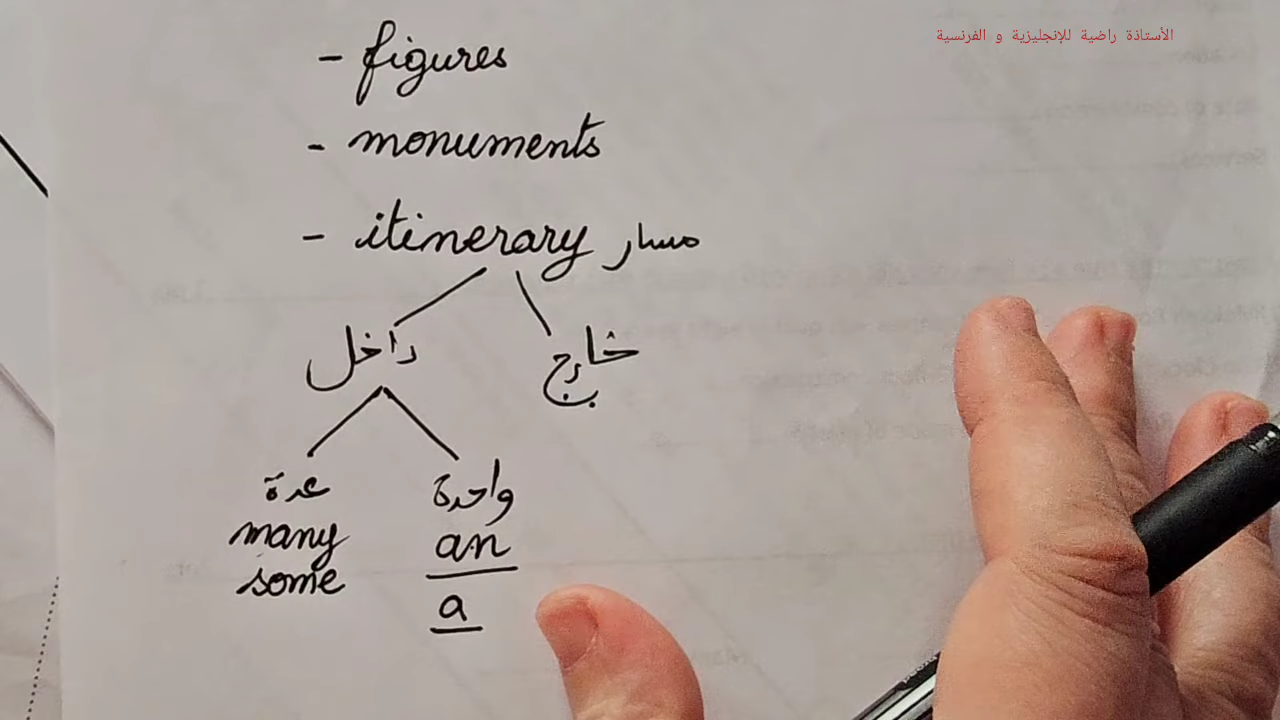 الأستاذة راضية للإنجليزية و الفرنسية
- figures
- monuments
- itinerary مسار
داخل خارج
عدة واحدة
many an
some a